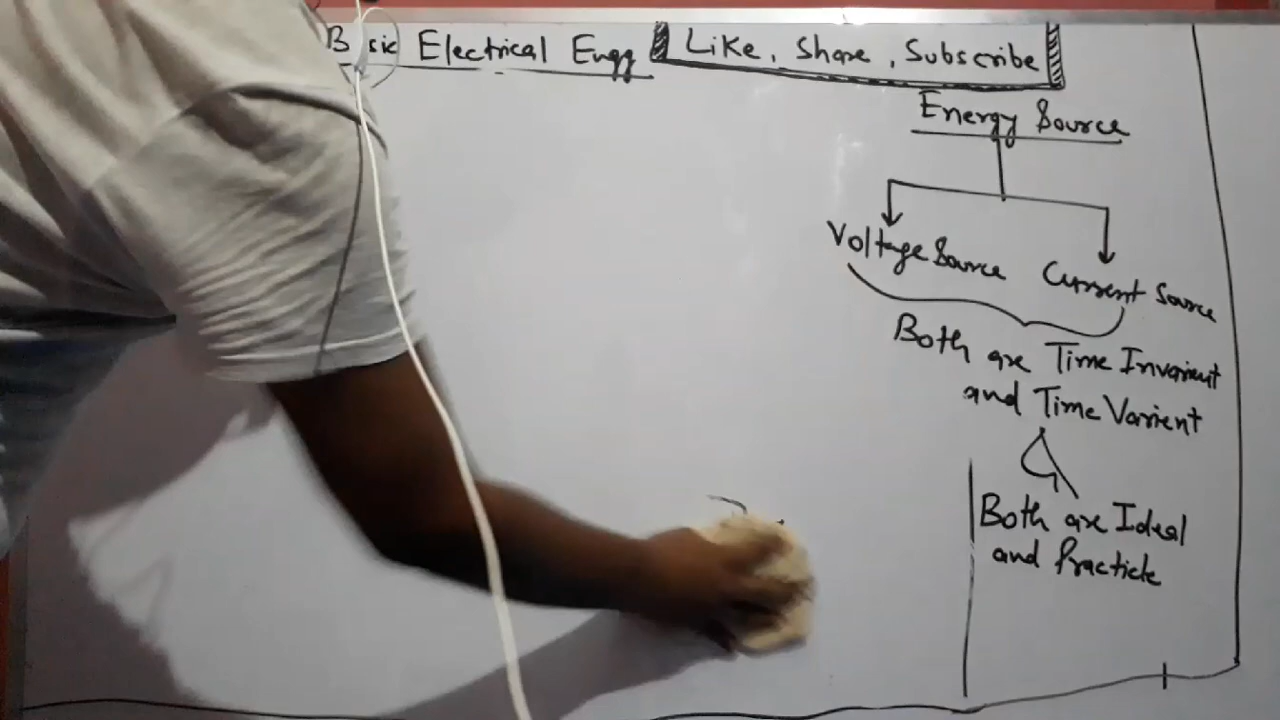 Basic Electrical Engg
Like, Share, Subscribe
Energy Source
Voltage Source
Current Source
Both are Time Invarient
and Time Varient
Both are Ideal
and Practicle